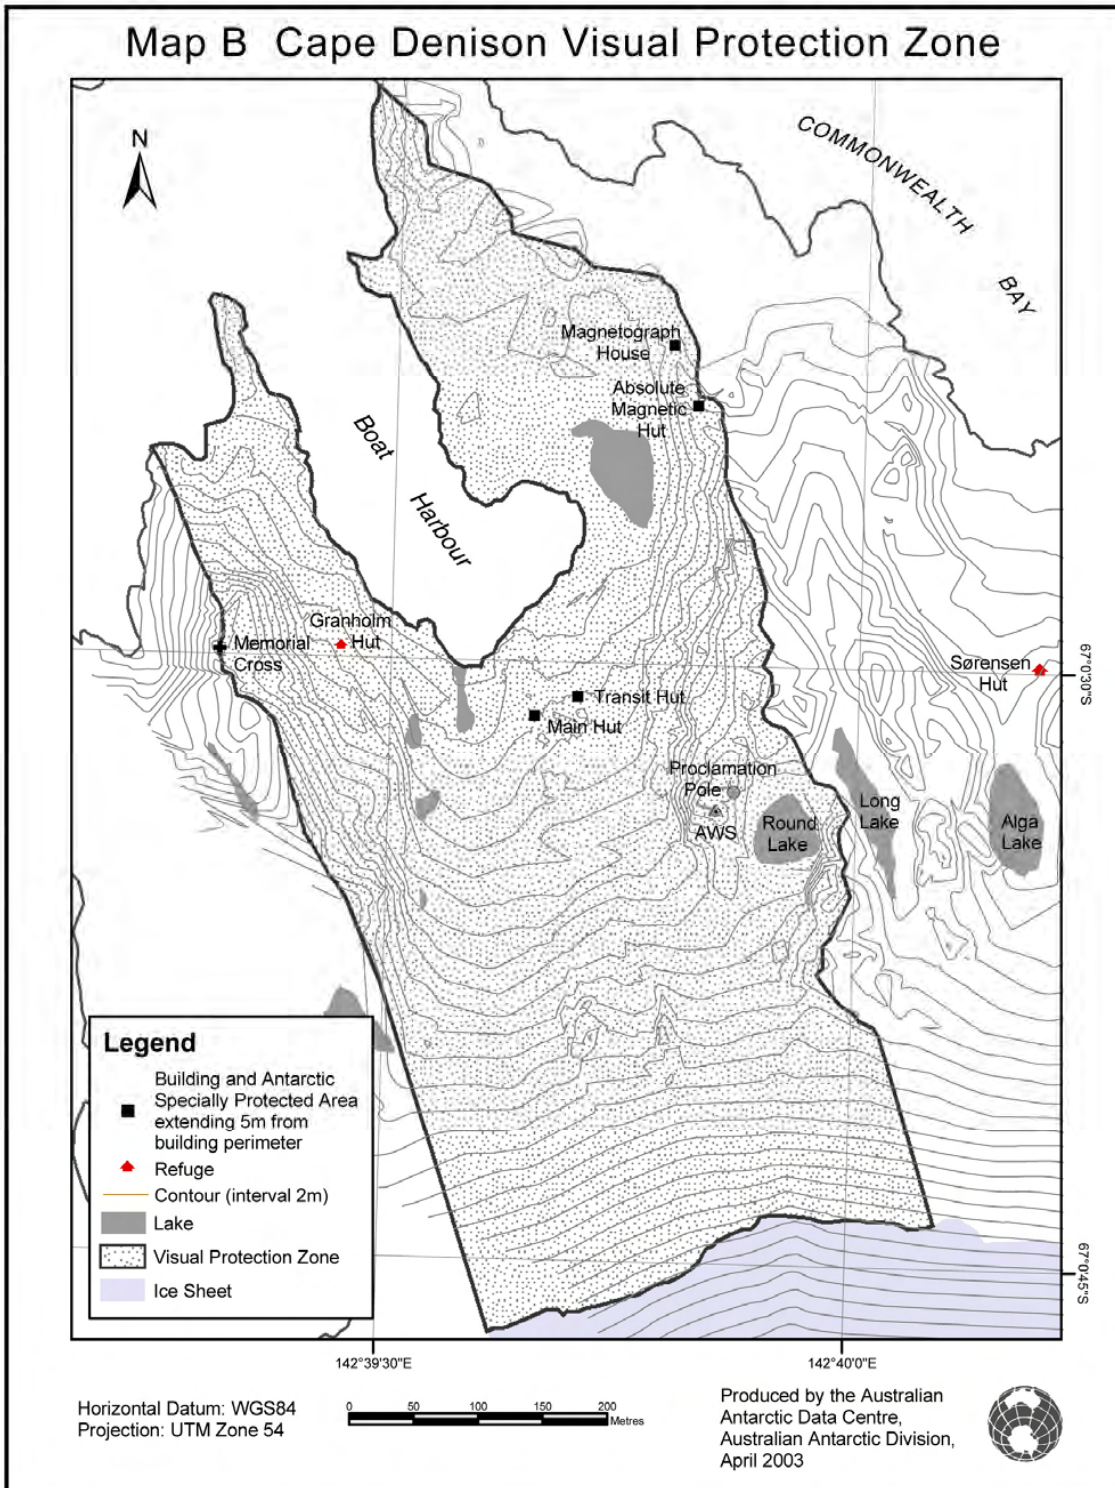 Map B Cape Denison Visual Protection Zone
N
COMMONWEALTH
BAY
Magnetograph
House
Absolute
Magnetic
Hut
Boat
Harbour
Granholm
Hut
Memorial
Cross
Sørensen
Hut
67°0'30"S
Transit Hut
Main Hut
Proclamation
Pole
AWS
Round
Lake
Long
Lake
Alga
Lake
Legend
Building and Antarctic
Specially Protected Area
extending 5m from
building perimeter
Refuge
Contour (interval 2m)
Lake
Visual Protection Zone
Ice Sheet
67°0'45"S
142°39'30"E
142°40'0"E
Horizontal Datum: WGS84
Projection: UTM Zone 54
0 50 100 150 200
Metres
Produced by the Australian
Antarctic Data Centre,
Australian Antarctic Division,
April 2003